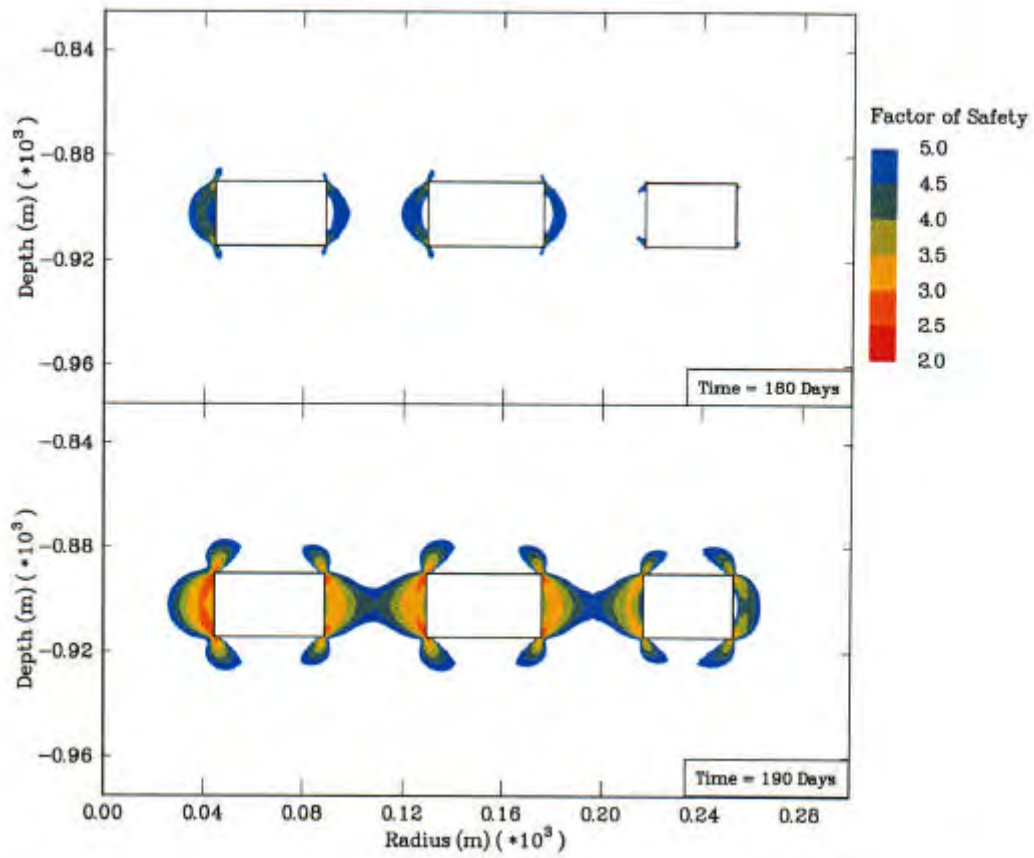 −0.84
−0.88
−0.92
−0.96
Depth (m) ( *10³)
Time = 180 Days
Factor of Safety
5.0
4.5
4.0
3.5
3.0
2.5
2.0
−0.84
−0.88
−0.92
−0.96
Depth (m) ( *10³)
Time = 190 Days
0.00 0.04 0.08 0.12 0.16 0.20 0.24 0.28
Radius (m) ( *10³)